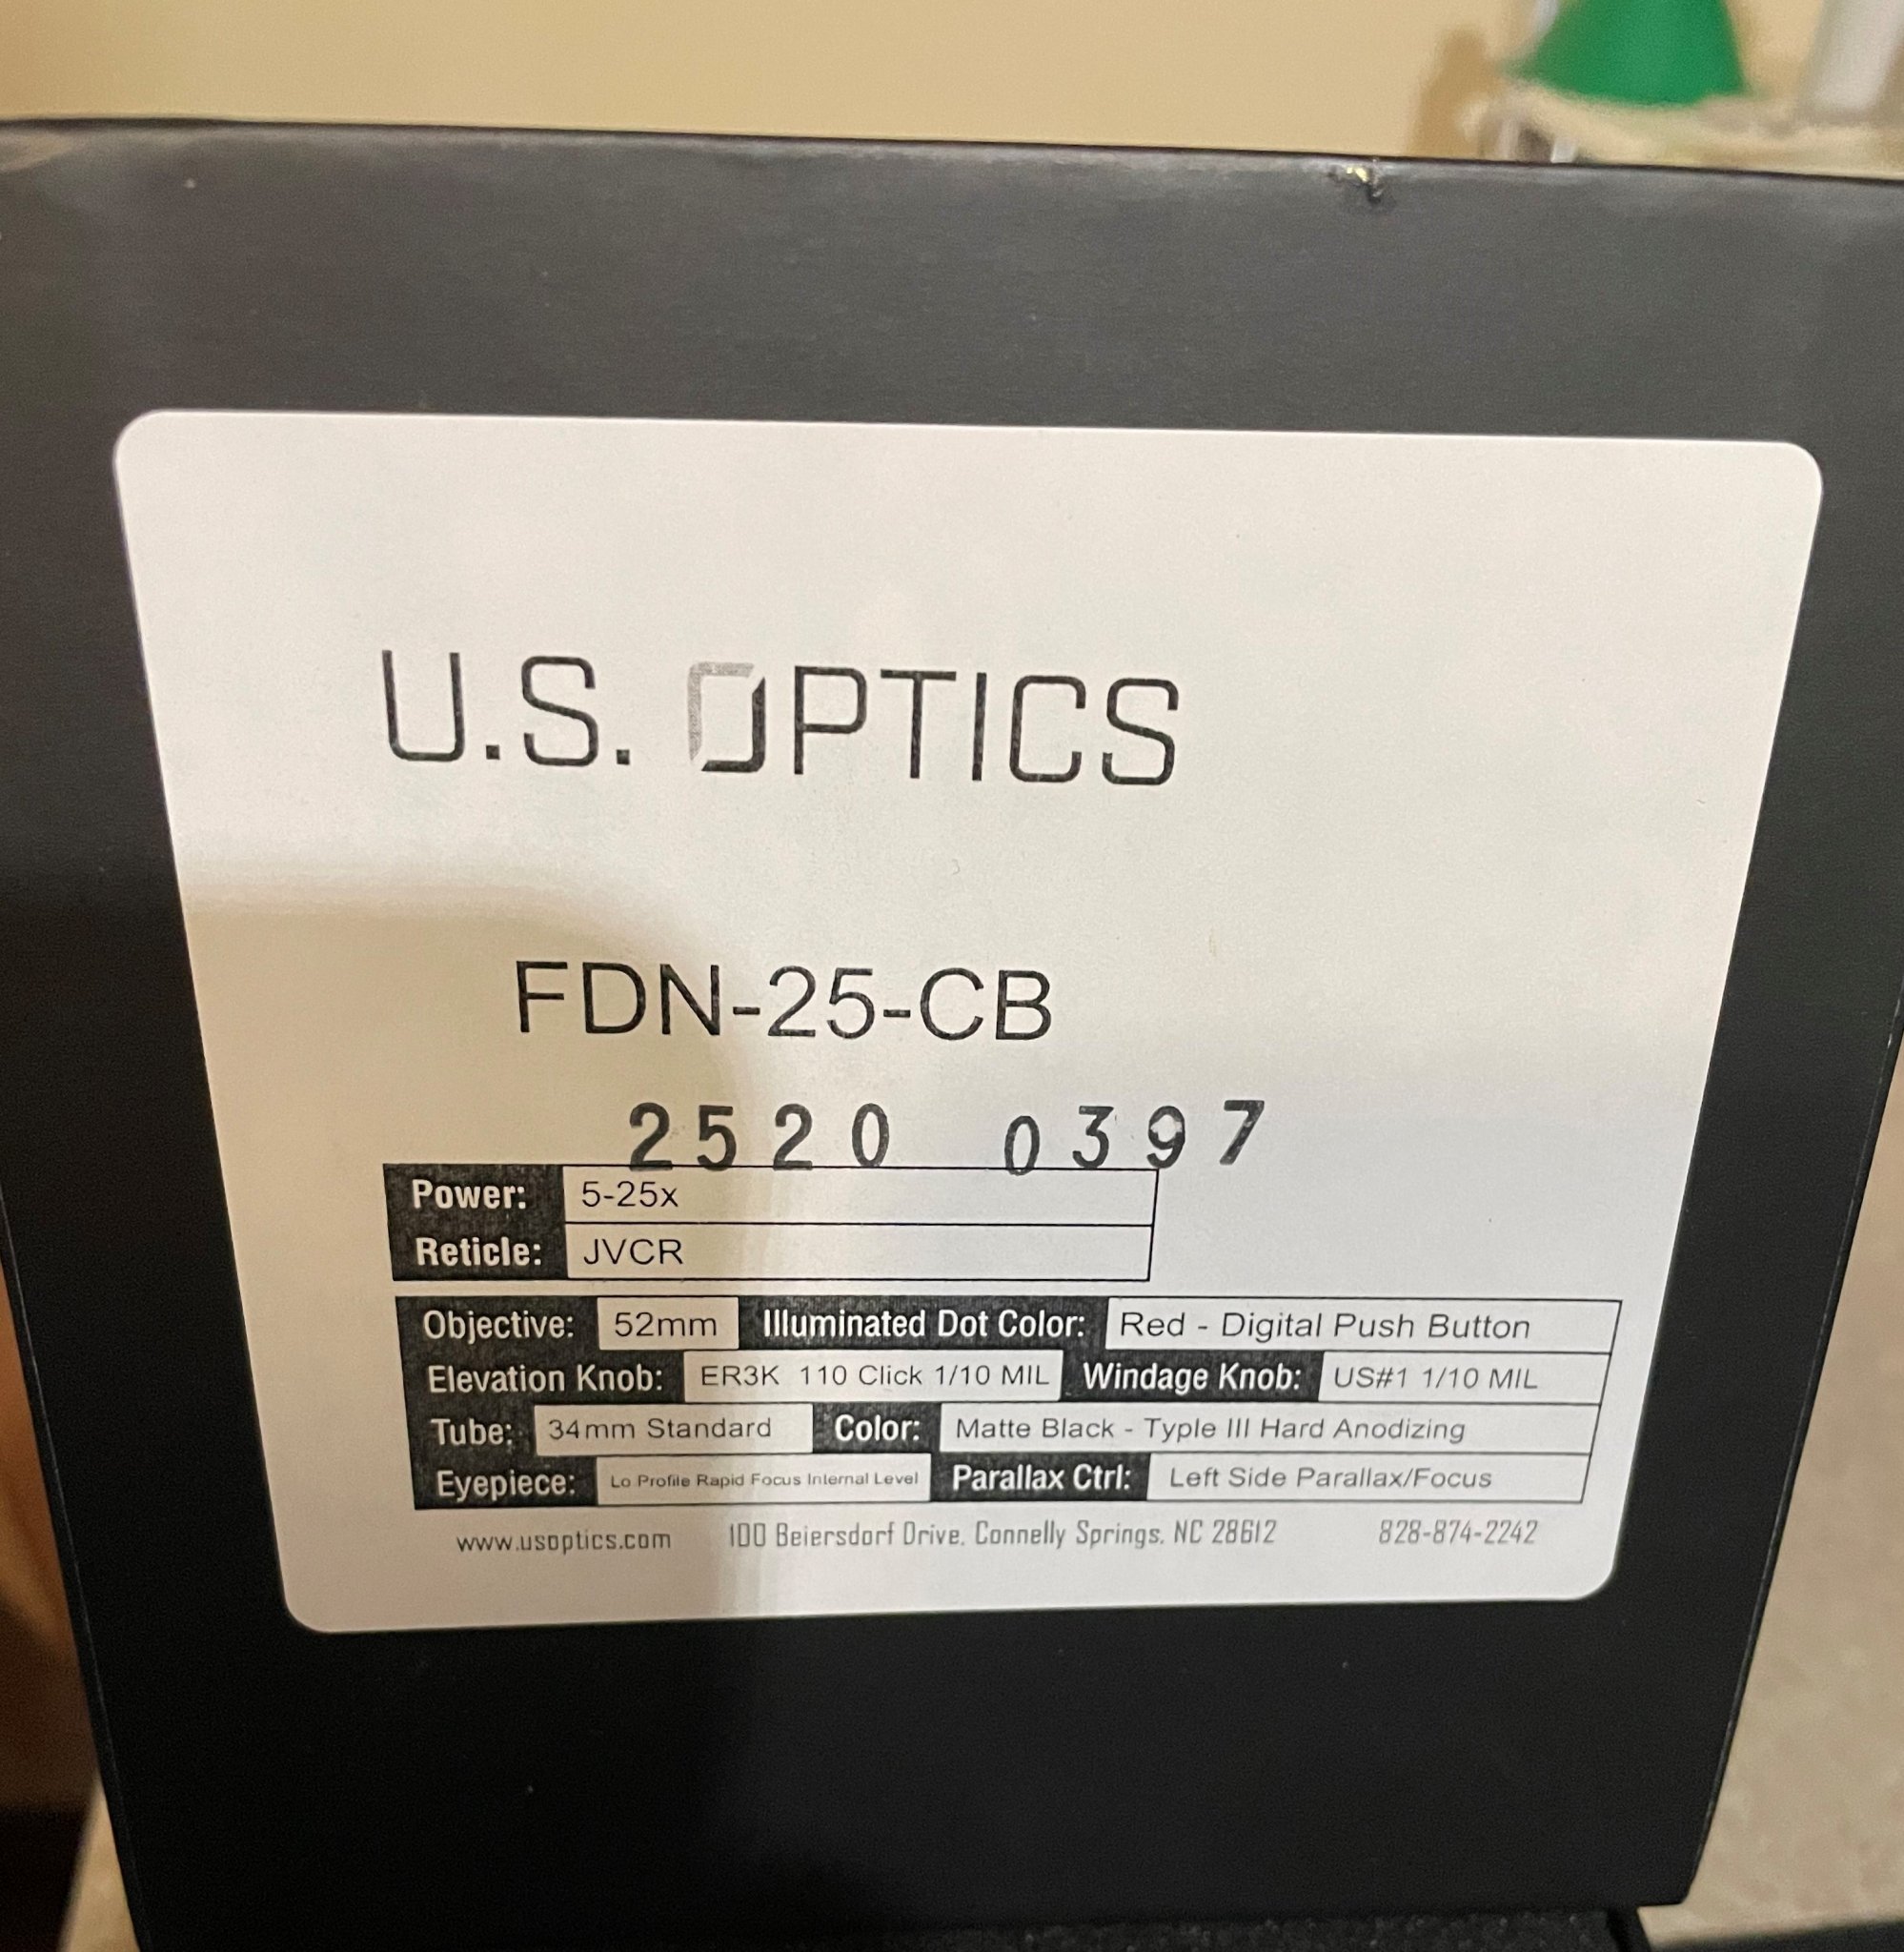 U.S. OPTICS
FDN-25-CB
2520 0397
Power: 5-25x
Reticle: JVCR
Objective: 52mm Illuminated Dot Color: Red - Digital Push Button
Elevation Knob: ER3K 110 Click 1/10 MIL Windage Knob: US#1 1/10 MIL
Tube: 34mm Standard Color: Matte Black - Typle III Hard Anodizing
Eyepiece: Lo Profile Rapid Focus Internal Level Parallax Ctrl: Left Side Parallax/Focus
www.usoptics.com 100 Beiersdorf Drive. Connelly Springs. NC 28612 828-874-2242